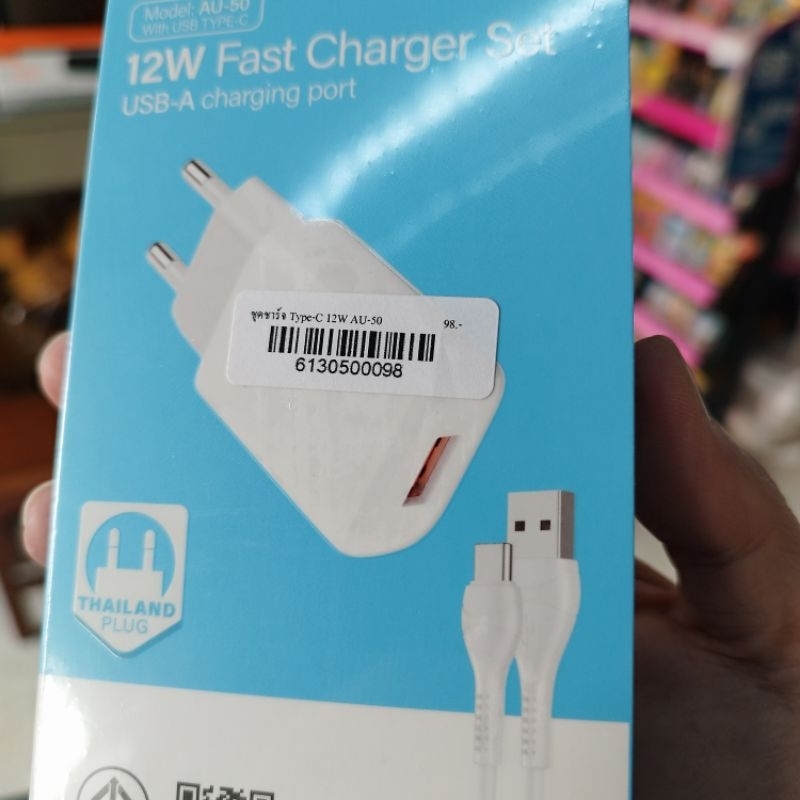 Model: AU-50
With USB TYPE-C
12W Fast Charger Set
USB-A charging port
ชุดชาร์จ Type-C 12W AU-50 98.-
6130500098
THAILAND
PLUG